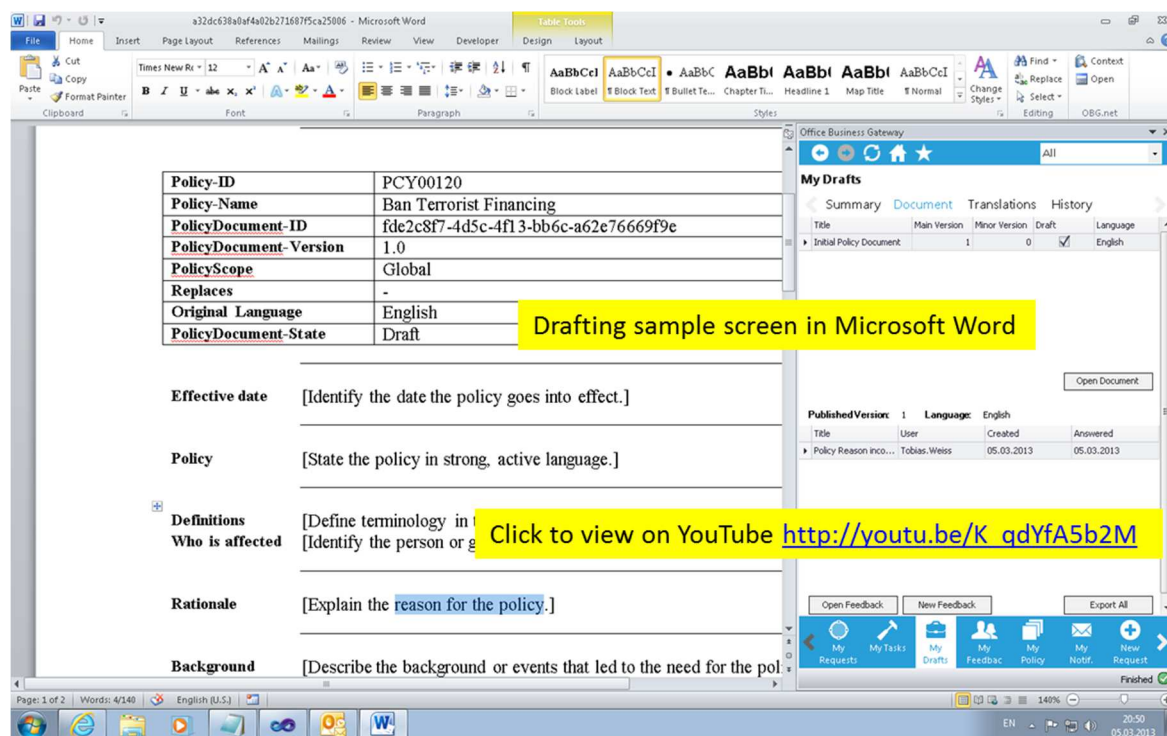 a32dc638a0af4a02b271687f5ca25006 - Microsoft Word
Table Tools
File Home Insert Page Layout References Mailings Review View Developer Design Layout
Paste
Cut
Copy
Format Painter
Times New Rc 12
B I U abc
AaBbCcI AaBbCcI AaBbC AaBb( AaBb( AaBb( AaBbCcI
Block Label ¶ Block Text ¶ Bullet Te... Chapter Ti... Headline 1 Map Title ¶ Normal
Change Styles
Find
Replace
Select
Context
Open
Clipboard Font Paragraph Styles Editing OBG.net
Policy-ID PCY00120
Policy-Name Ban Terrorist Financing
PolicyDocument-ID fde2c8f7-4d5c-4f13-bb6c-a62e76669f9e
PolicyDocument-Version 1.0
PolicyScope Global
Replaces -
Original Language English
PolicyDocument-State Draft
Drafting sample screen in Microsoft Word
Effective date [Identify the date the policy goes into effect.]
Policy [State the policy in strong, active language.]
Definitions [Define terminology in
Who is affected [Identify the person or g
Click to view on YouTube http://youtu.be/K_qdYfA5b2M
Rationale [Explain the reason for the policy.]
Background [Describe the background or events that led to the need for the pol
Office Business Gateway
All
My Drafts
Summary Document Translations History
Title Main Version Minor Version Draft Language
Initial Policy Document 1 0 English
Open Document
PublishedVersion: 1 Language: English
Title User Created Answered
Policy Reason inco... Tobias.Weiss 05.03.2013 05.03.2013
Open Feedback New Feedback Export All
My Requests My Tasks My Drafts My Feedbac My Policy My Notif. New Request
Finished
Page: 1 of 2 Words: 4/140 English (U.S.) 140%
EN 20:50
05.03.2013